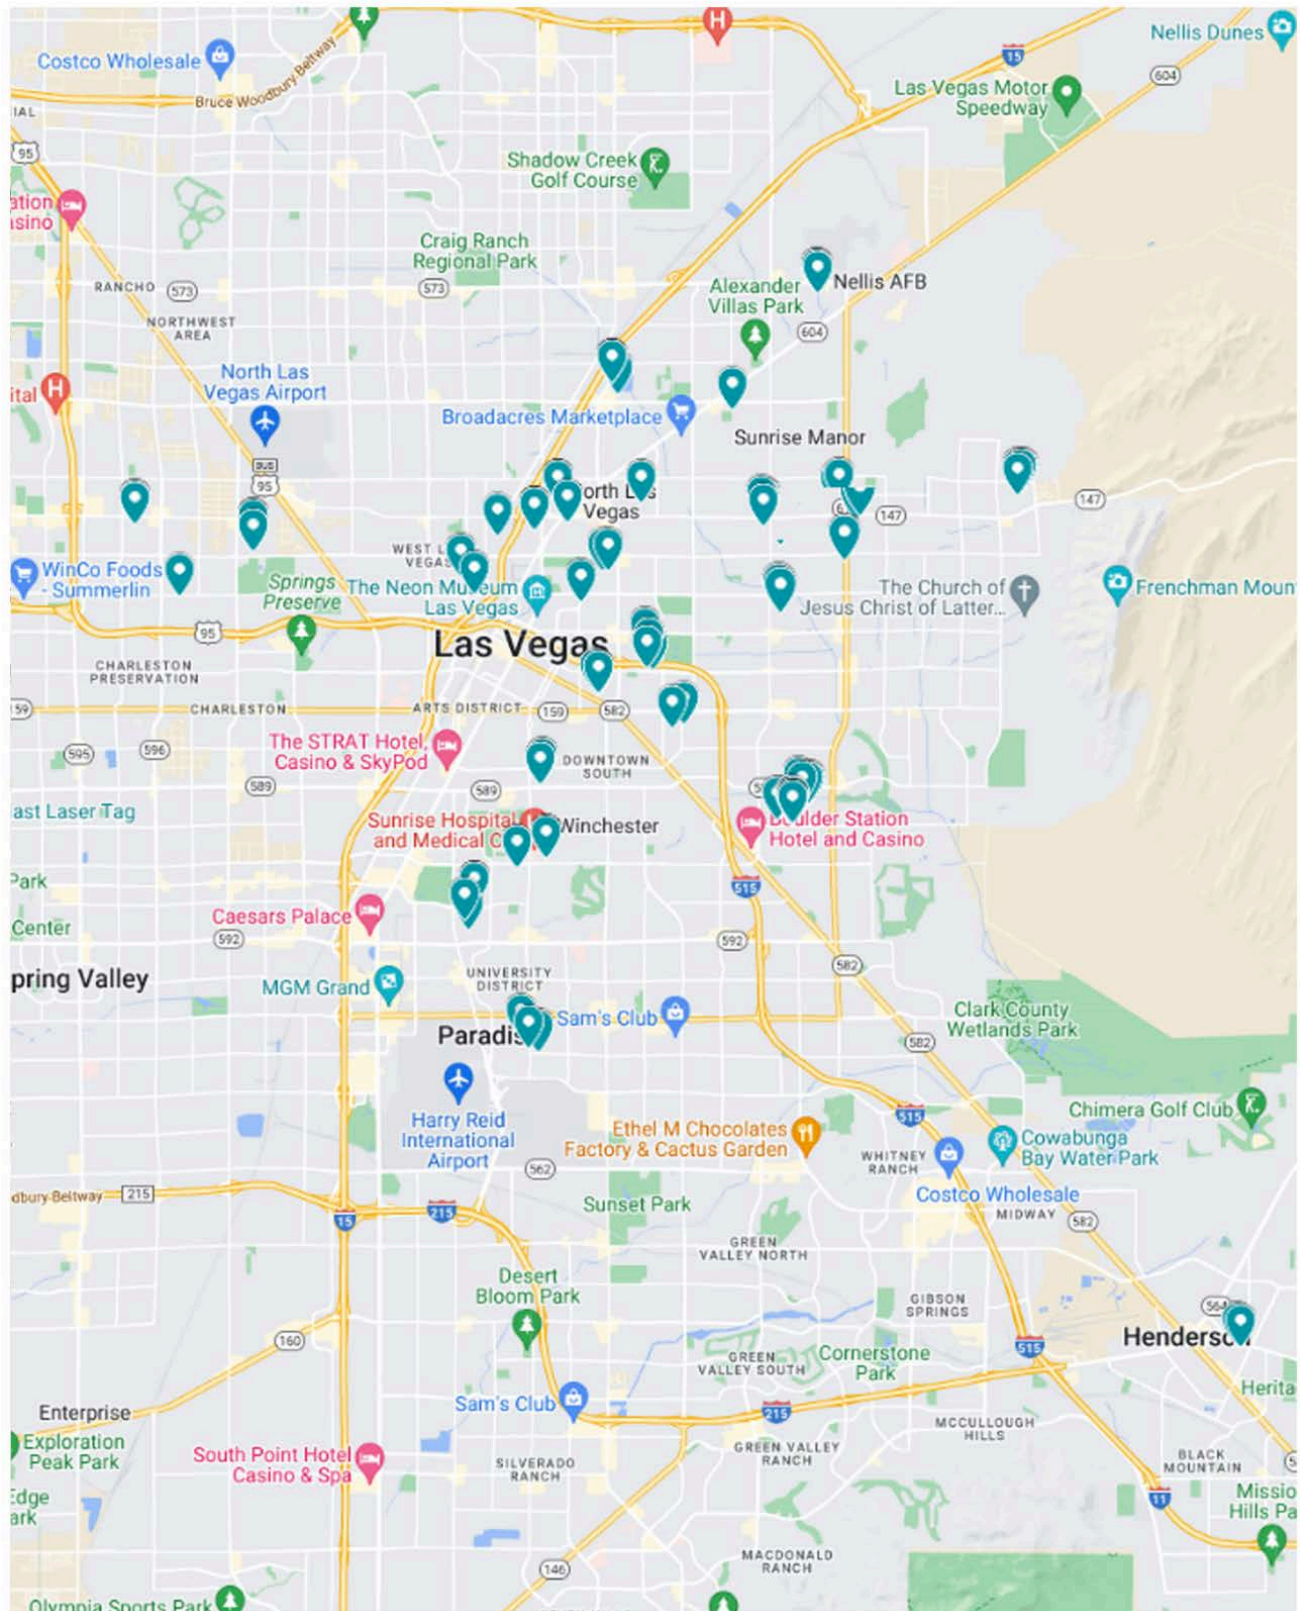 Nellis Dunes
15
Costco Wholesale
604
Las Vegas Motor
Speedway
Bruce Woodbury Beltway
IAL
95
Shadow Creek
Golf Course
ation
asino
Craig Ranch
Regional Park
Nellis AFB
RANCHO
573
573
Alexander
Villas Park
NORTHWEST
AREA
604
North Las
Vegas Airport
ital
Broadacres Marketplace
Sunrise Manor
BUS
95
orth L s
Vegas
147
147
WEST L
VEGAS
WinCo Foods
- Summerlin
Springs
Preserve
The Neon Museum
Las Vegas
The Church of
Jesus Christ of Latter...
Frenchman Moun
95
Las Vegas
CHARLESTON
PRESERVATION
59
CHARLESTON
ARTS DISTRICT
159
582
595
596
The STRAT Hotel,
Casino & SkyPod
DOWNTOWN
SOUTH
589
589
ast Laser Tag
Sunrise Hospital
and Medical C
Winchester
Boulder Station
Hotel and Casino
Park
515
Caesars Palace
Center
592
592
582
UNIVERSITY
DISTRICT
pring Valley
MGM Grand
Clark County
Wetlands Park
Sam's Club
Paradis
582
Harry Reid
International
Airport
515
Chimera Golf Club
Ethel M Chocolates
Factory & Cactus Garden
Cowabunga
Bay Water Park
WHITNEY
RANCH
562
Costco Wholesale
dbury Beltway
215
Sunset Park
215
15
MIDWAY
582
GREEN
VALLEY NORTH
Desert
Bloom Park
GIBSON
SPRINGS
564
160
Henderson
515
GREEN
VALLEY SOUTH
Cornerstone
Park
Herita
Sam's Club
215
Enterprise
MCCULLOUGH
HILLS
Exploration
Peak Park
South Point Hotel
Casino & Spa
GREEN VALLEY
RANCH
SILVERADO
RANCH
BLACK
MOUNTAIN
5
Edge
ark
11
Missio
Hills Pa
MACDONALD
RANCH
146
Olympia Sports Park